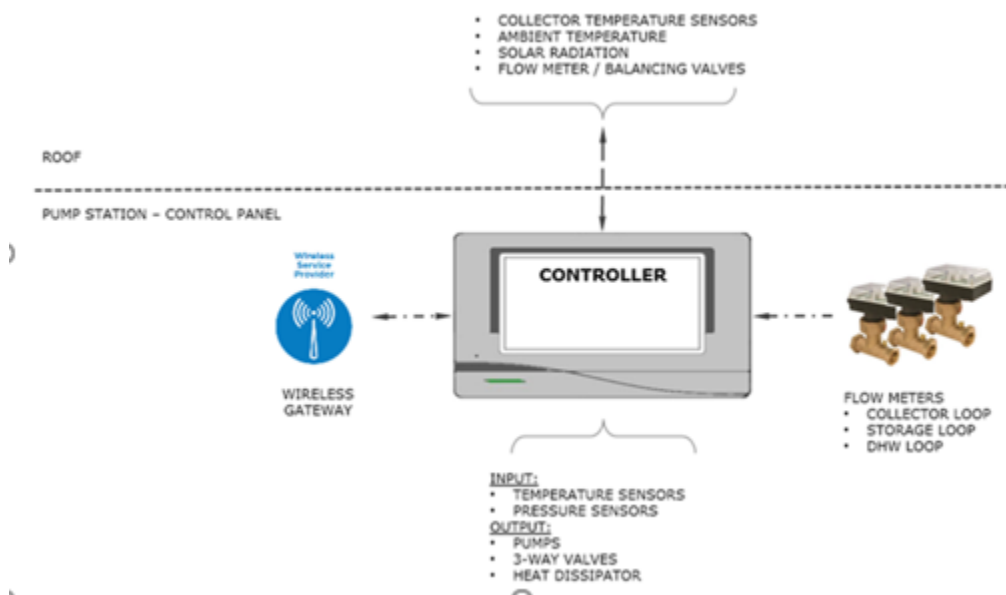 • COLLECTOR TEMPERATURE SENSORS
• AMBIENT TEMPERATURE
• SOLAR RADIATION
• FLOW METER / BALANCING VALVES
ROOF
PUMP STATION – CONTROL PANEL
Wireless
Service
Provider
CONTROLLER
WIRELESS
GATEWAY
FLOW METERS
• COLLECTOR LOOP
• STORAGE LOOP
• DHW LOOP
INPUT:
• TEMPERATURE SENSORS
• PRESSURE SENSORS
OUTPUT:
• PUMPS
• 3-WAY VALVES
• HEAT DISSIPATOR